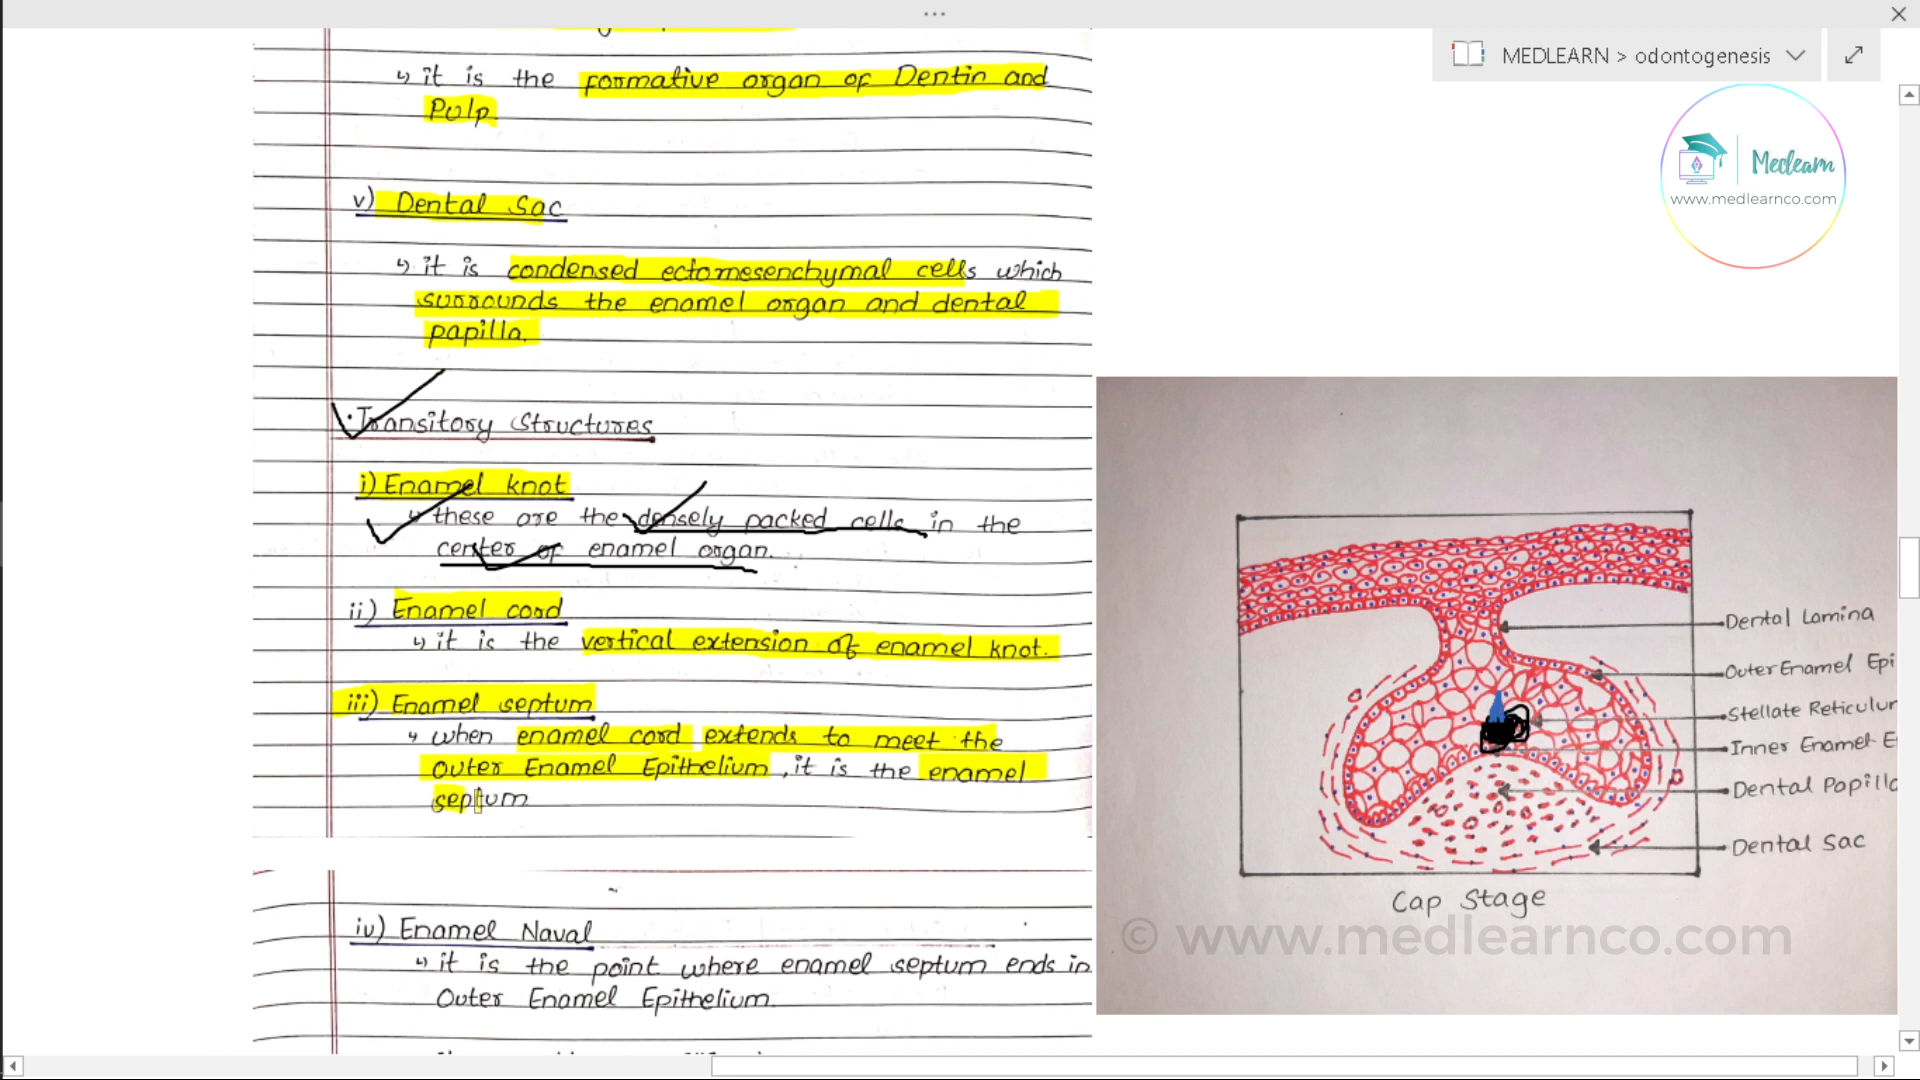 MEDLEARN > odontogenesis
Medlearn
www.medlearnco.com
↳ it is the formative organ of Dentin and
Pulp.
v) Dental Sac
↳ it is condensed ectomesenchymal cells which
surrounds the enamel organ and dental
papilla.
• Transitory Structures
i) Enamel knot
↳ these are the densely packed cells in the
center of enamel organ.
ii) Enamel cord
↳ it is the vertical extension of enamel knot.
iii) Enamel septum
↳ when enamel cord extends to meet the
Outer Enamel Epithelium, it is the enamel
septum
iv) Enamel Naval
↳ it is the point where enamel septum ends in
Outer Enamel Epithelium.
Dental Lamina
Outer Enamel Epi
Stellate Reticulu
Inner Enamel E
Dental Papilla
Dental Sac
Cap Stage
© www.medlearnco.com